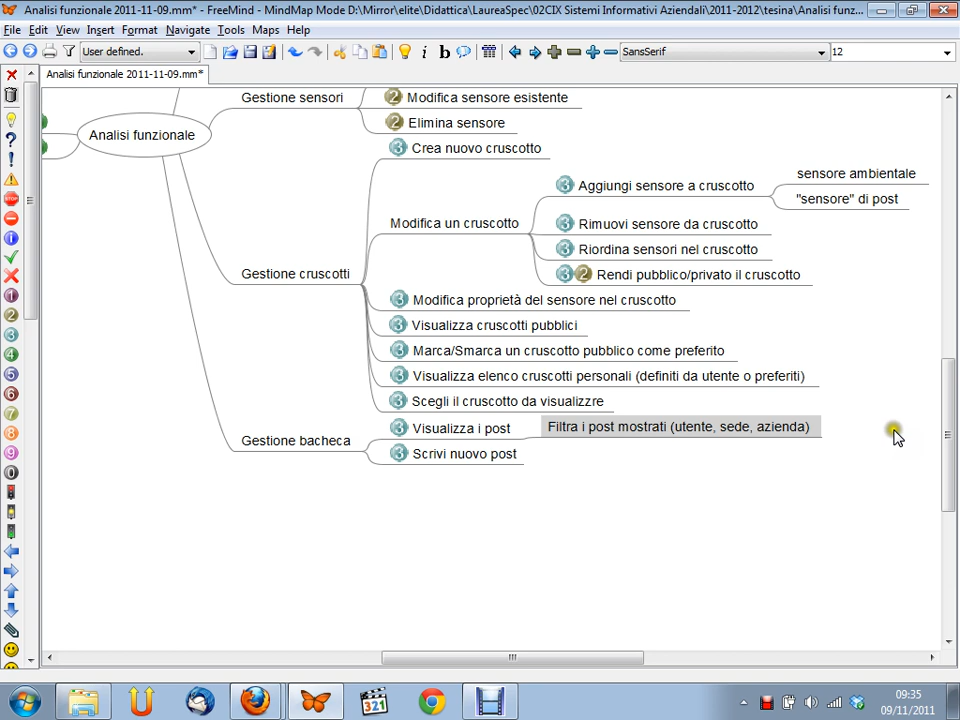 Analisi funzionale 2011-11-09.mm* - FreeMind - MindMap Mode D:\Mirror\elite\Didattica\LaureaSpec\02CIX Sistemi Informativi Aziendali\2011-2012\tesina\Analisi funz...
File Edit View Insert Format Navigate Tools Maps Help
User defined.
SansSerif
12
Analisi funzionale 2011-11-09.mm*
Analisi funzionale
Gestione sensori
Modifica sensore esistente
Elimina sensore
Gestione cruscotti
Crea nuovo cruscotto
Modifica un cruscotto
Aggiungi sensore a cruscotto
sensore ambientale
"sensore" di post
Rimuovi sensore da cruscotto
Riordina sensori nel cruscotto
Rendi pubblico/privato il cruscotto
Modifica proprietà del sensore nel cruscotto
Visualizza cruscotti pubblici
Marca/Smarca un cruscotto pubblico come preferito
Visualizza elenco cruscotti personali (definiti da utente o preferiti)
Scegli il cruscotto da visualizzre
Gestione bacheca
Visualizza i post
Filtra i post mostrati (utente, sede, azienda)
Scrivi nuovo post
321
09:35
09/11/2011